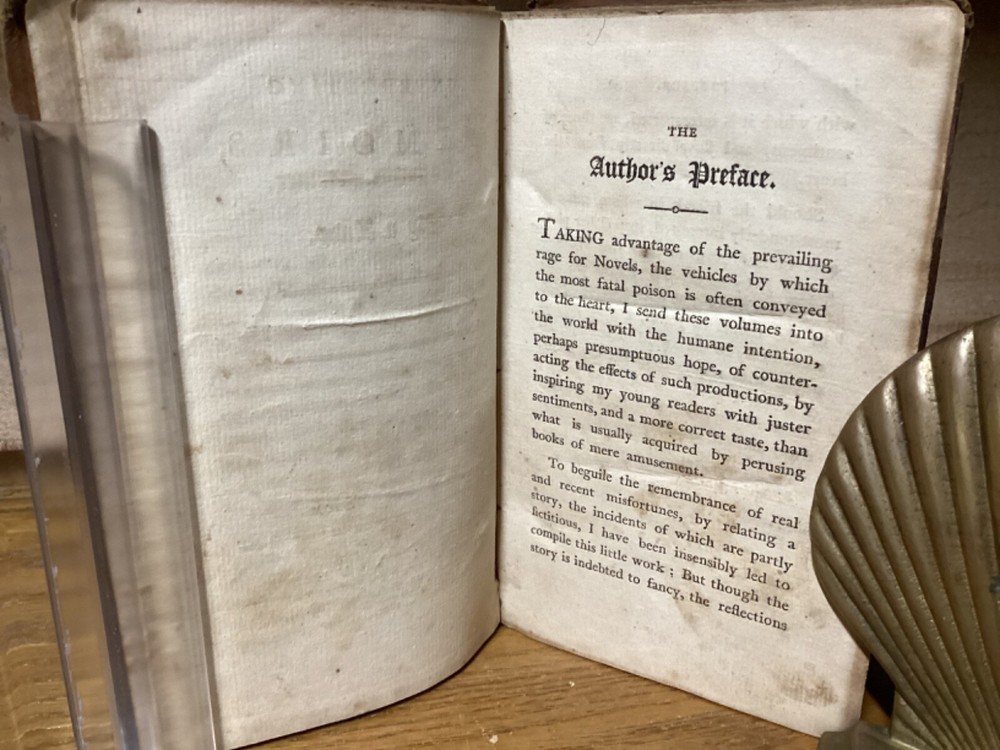 THE
Author's Preface.
TAKING advantage of the prevailing
rage for Novels, the vehicles by which
the most fatal poison is often conveyed
to the heart, I send these volumes into
the world with the humane intention,
perhaps presumptuous hope, of counter-
acting the effects of such productions, by
inspiring my young readers with juster
sentiments, and a more correct taste, than
what is usually acquired by perusing
books of mere amusement.
To beguile the remembrance of real
and recent misfortunes, by relating a
story, the incidents of which are partly
fictitious, I have been insensibly led to
compile this little work; But though the
story is indebted to fancy, the reflections